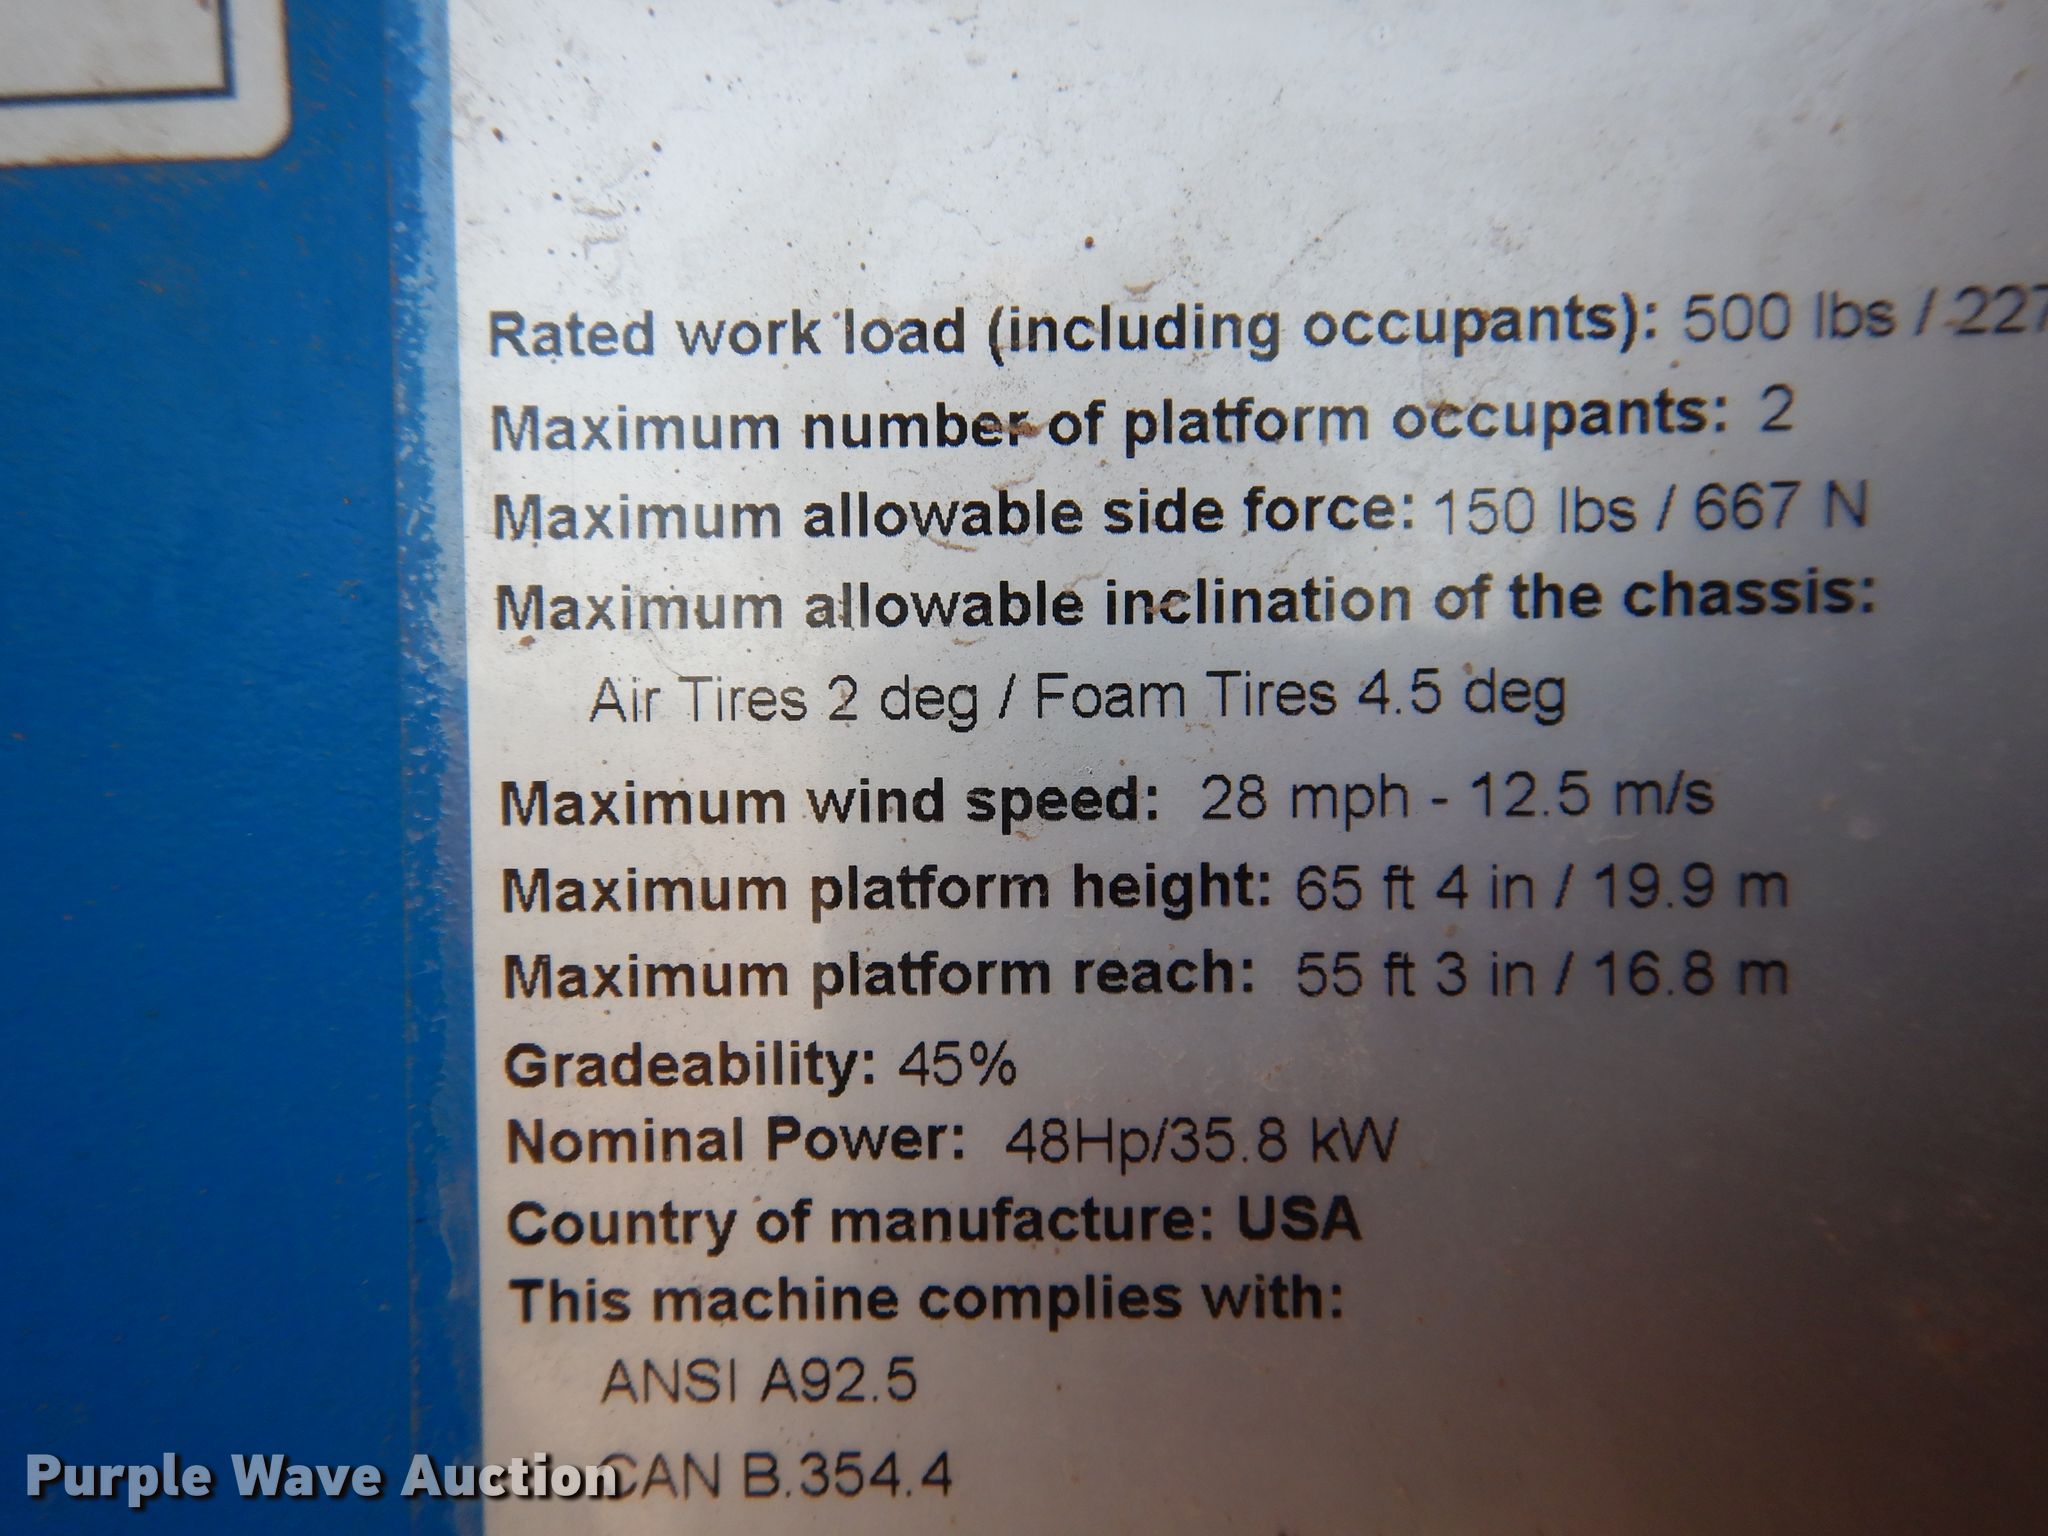 Rated work load (including occupants): 500 lbs / 227
Maximum number of platform occupants: 2
Maximum allowable side force: 150 lbs / 667 N
Maximum allowable inclination of the chassis:
Air Tires 2 deg / Foam Tires 4.5 deg
Maximum wind speed: 28 mph - 12.5 m/s
Maximum platform height: 65 ft 4 in / 19.9 m
Maximum platform reach: 55 ft 3 in / 16.8 m
Gradeability: 45%
Nominal Power: 48Hp/35.8 kW
Country of manufacture: USA
This machine complies with:
ANSI A92.5
CAN B.354.4
Purple Wave Auction